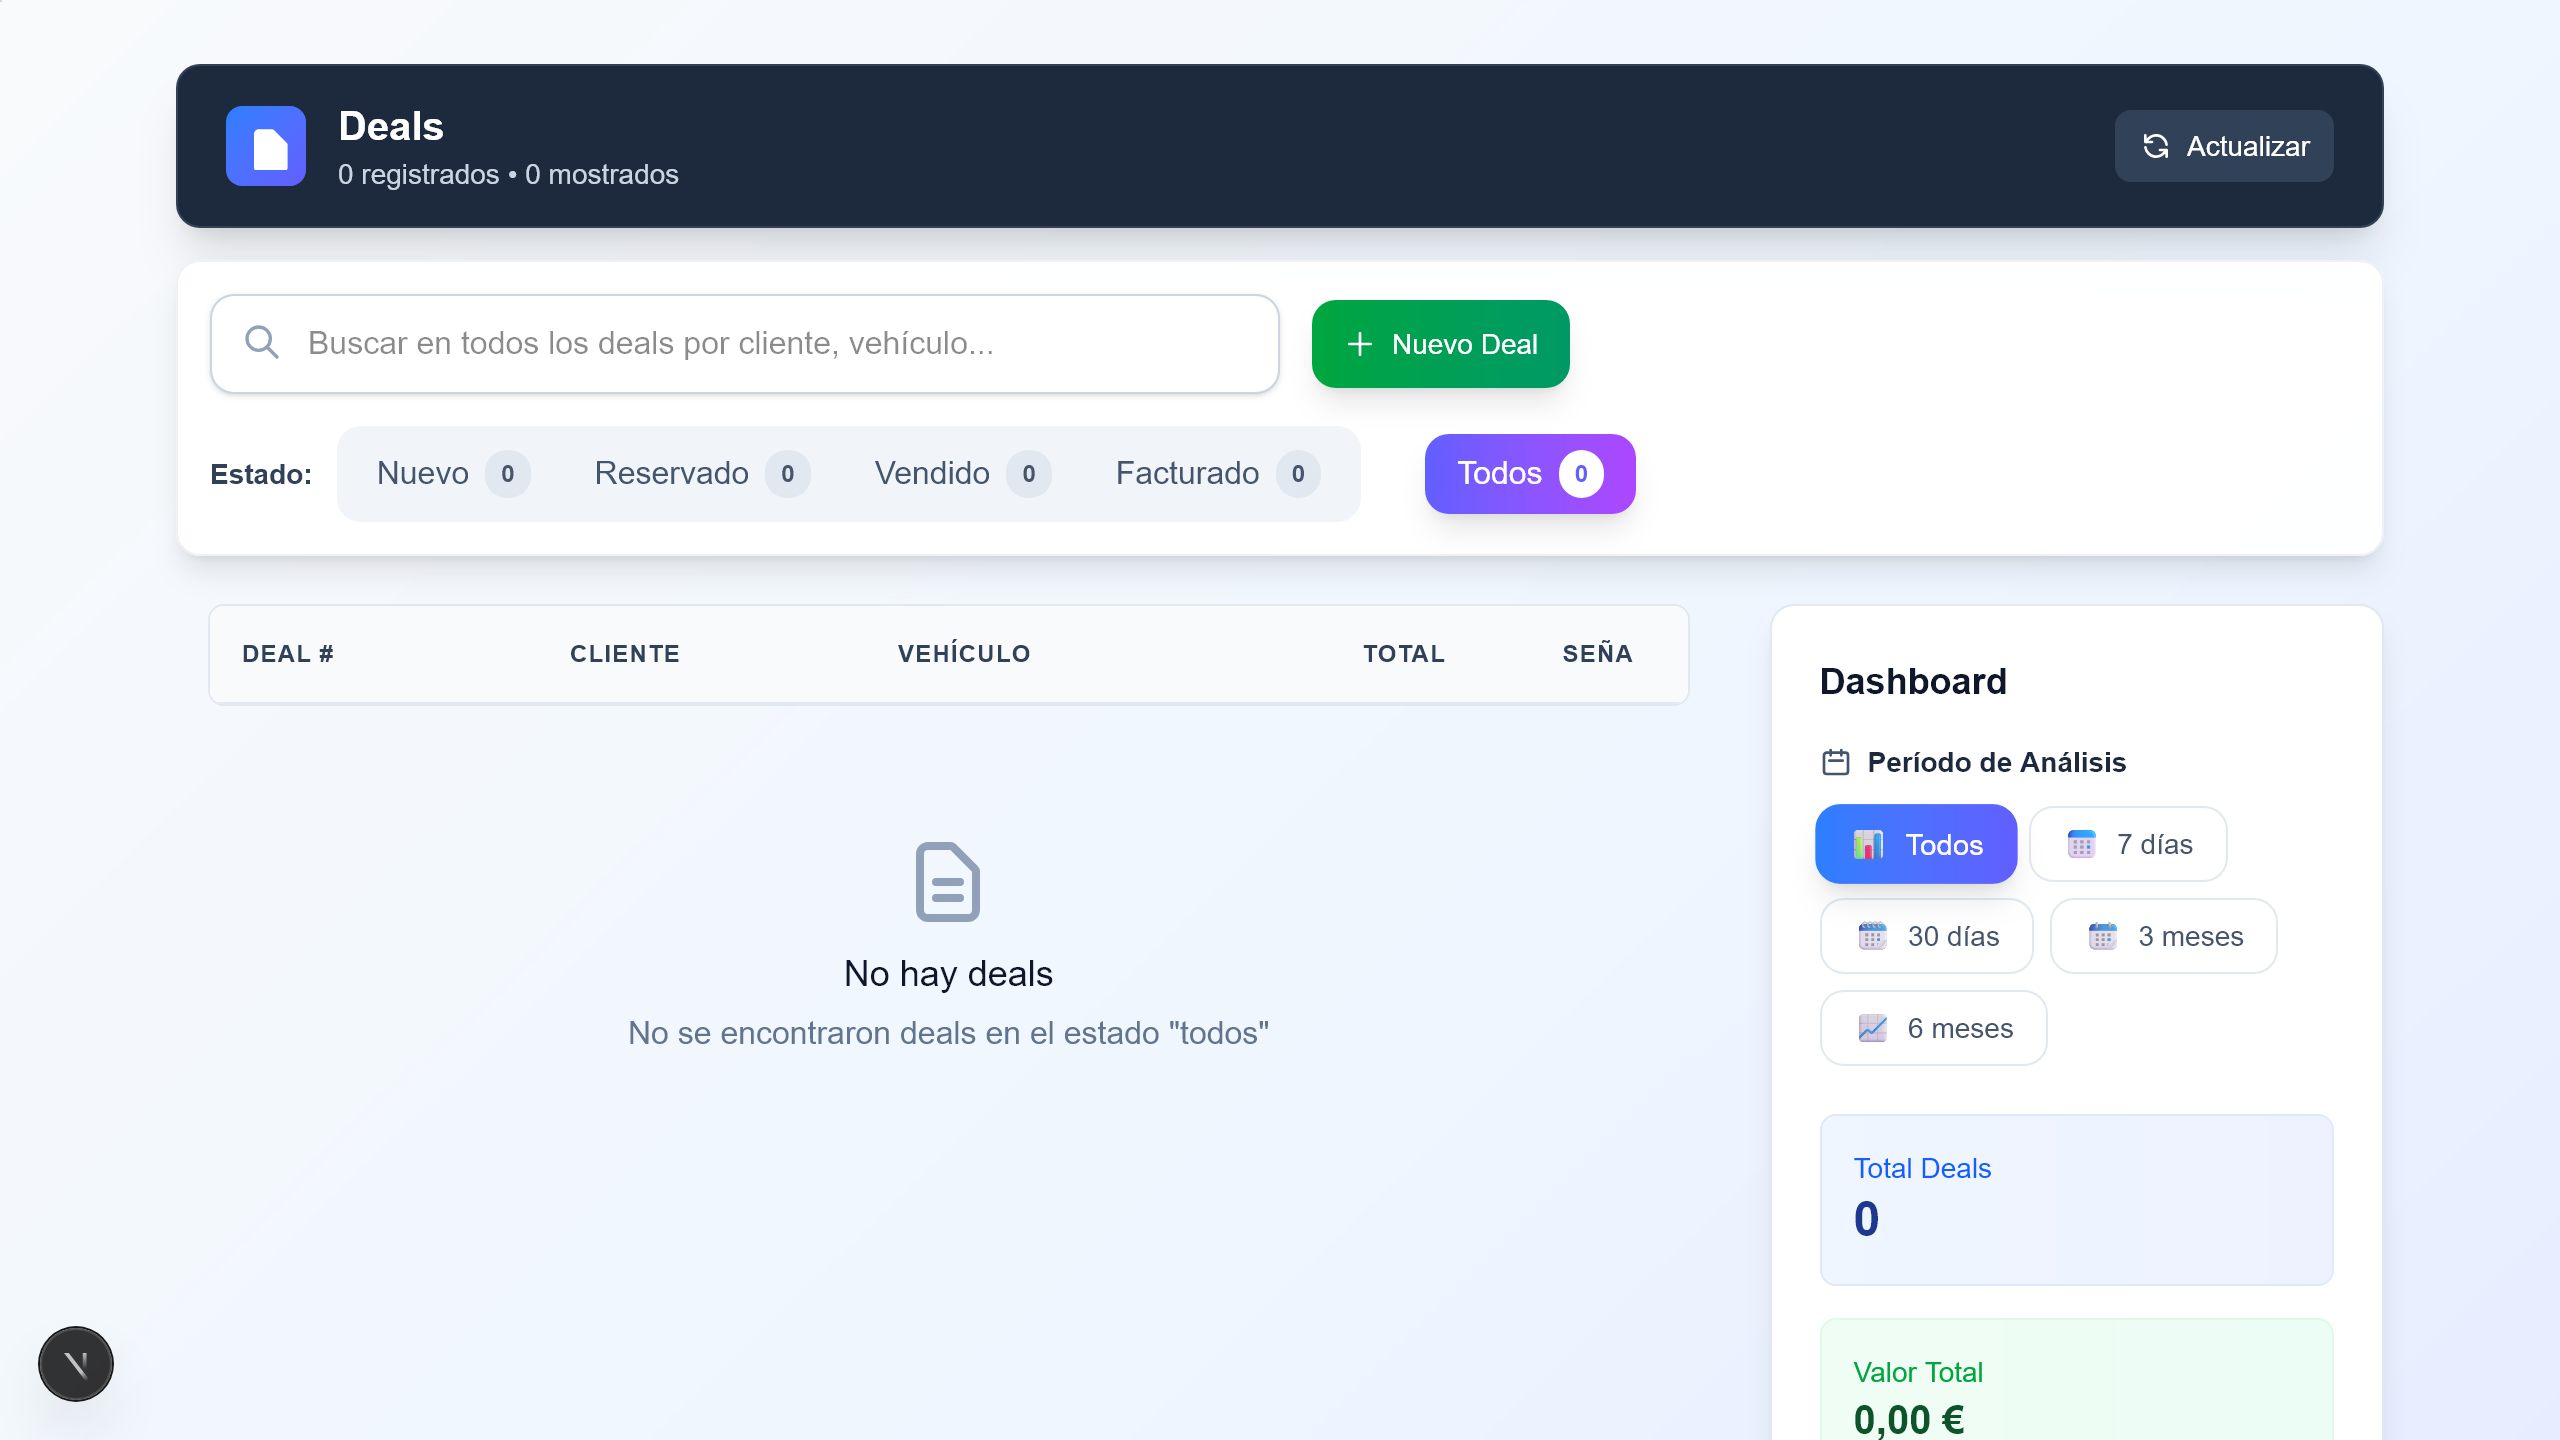 Deals
0 registrados • 0 mostrados
Actualizar
Buscar en todos los deals por cliente, vehículo...
Nuevo Deal
Estado: Nuevo 0 Reservado 0 Vendido 0 Facturado 0 Todos 0
DEAL # CLIENTE VEHÍCULO TOTAL SEÑA
No hay deals
No se encontraron deals en el estado "todos"
Dashboard
Período de Análisis
Todos 7 días
30 días 3 meses
6 meses
Total Deals
0
Valor Total
0,00 €
N